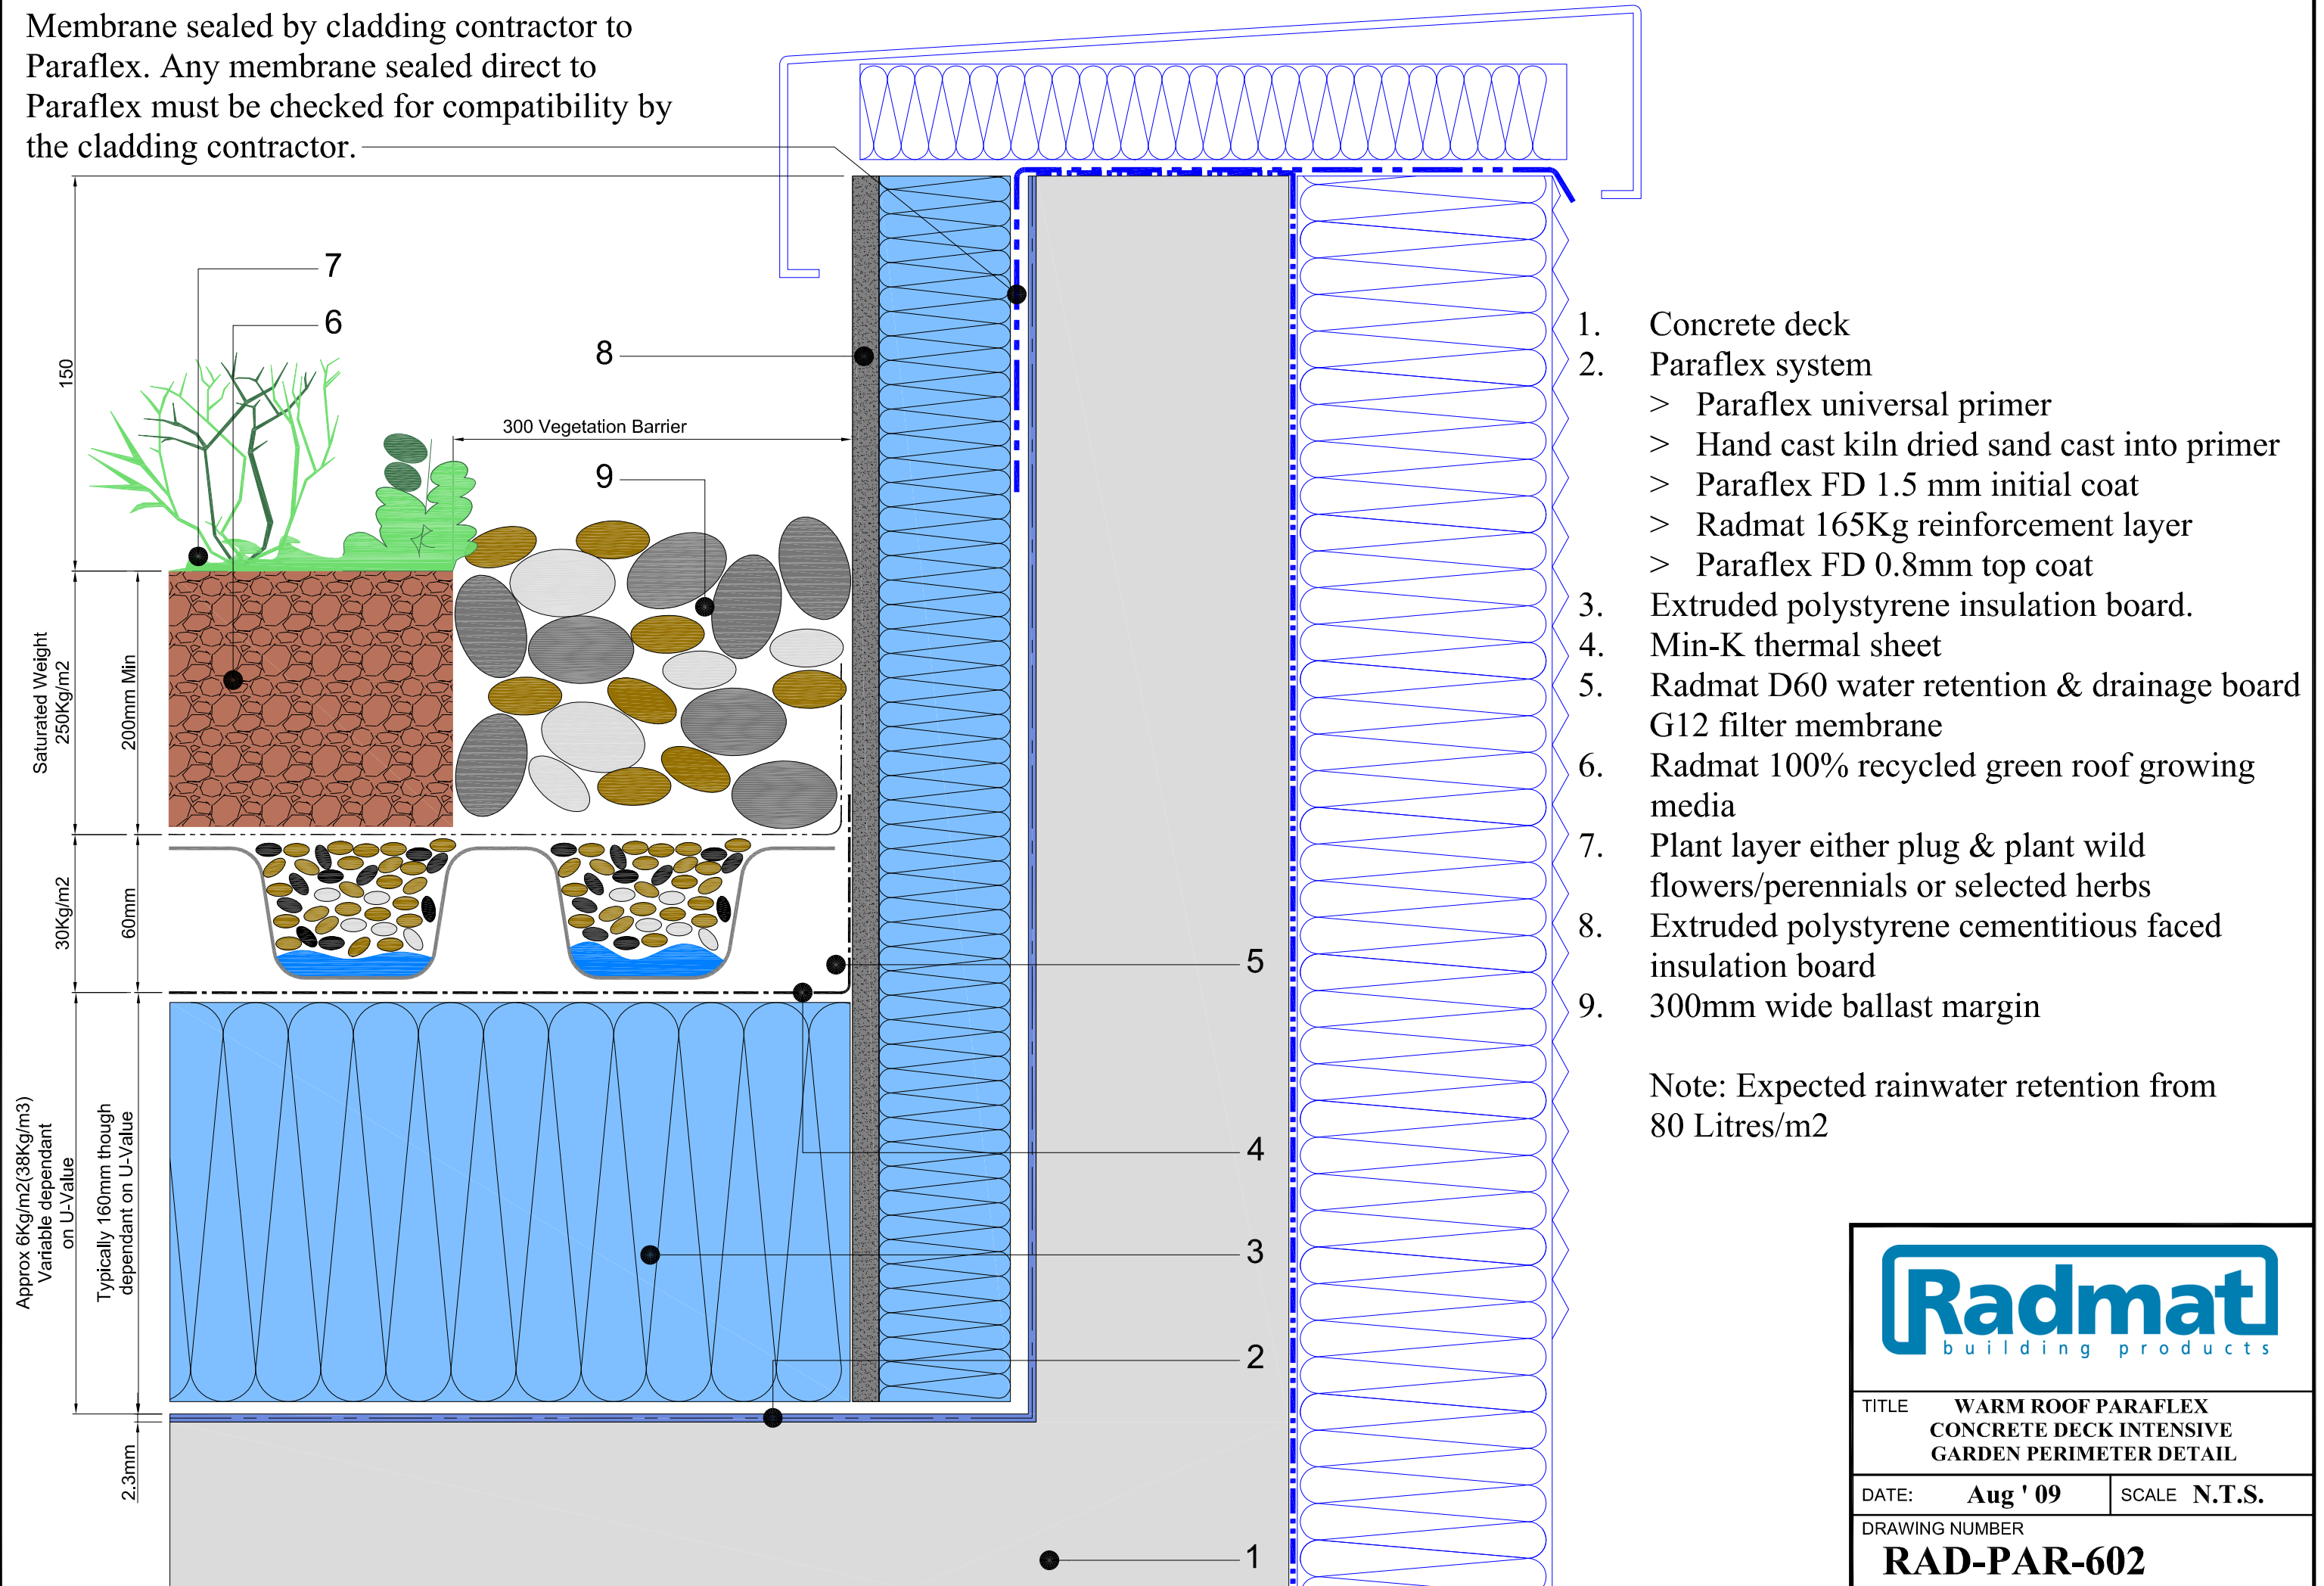 Membrane sealed by cladding contractor to
Paraflex. Any membrane sealed direct to
Paraflex must be checked for compatibility by
the cladding contractor.
7
6
8
150
300 Vegetation Barrier
9
Saturated Weight
250Kg/m2
200mm Min
30Kg/m2
60mm
5
Approx 6Kg/m2(38Kg/m3)
Variable dependant
on U-Value
Typically 160mm though
dependant on U-Value
4
3
2
2.3mm
1
1. Concrete deck
2. Paraflex system
> Paraflex universal primer
> Hand cast kiln dried sand cast into primer
> Paraflex FD 1.5 mm initial coat
> Radmat 165Kg reinforcement layer
> Paraflex FD 0.8mm top coat
3. Extruded polystyrene insulation board.
4. Min-K thermal sheet
5. Radmat D60 water retention & drainage board
G12 filter membrane
6. Radmat 100% recycled green roof growing
media
7. Plant layer either plug & plant wild
flowers/perennials or selected herbs
8. Extruded polystyrene cementitious faced
insulation board
9. 300mm wide ballast margin
Note: Expected rainwater retention from
80 Litres/m2
Radmat
building products
TITLE WARM ROOF PARAFLEX
CONCRETE DECK INTENSIVE
GARDEN PERIMETER DETAIL
DATE: Aug ' 09 SCALE N.T.S.
DRAWING NUMBER
RAD-PAR-602